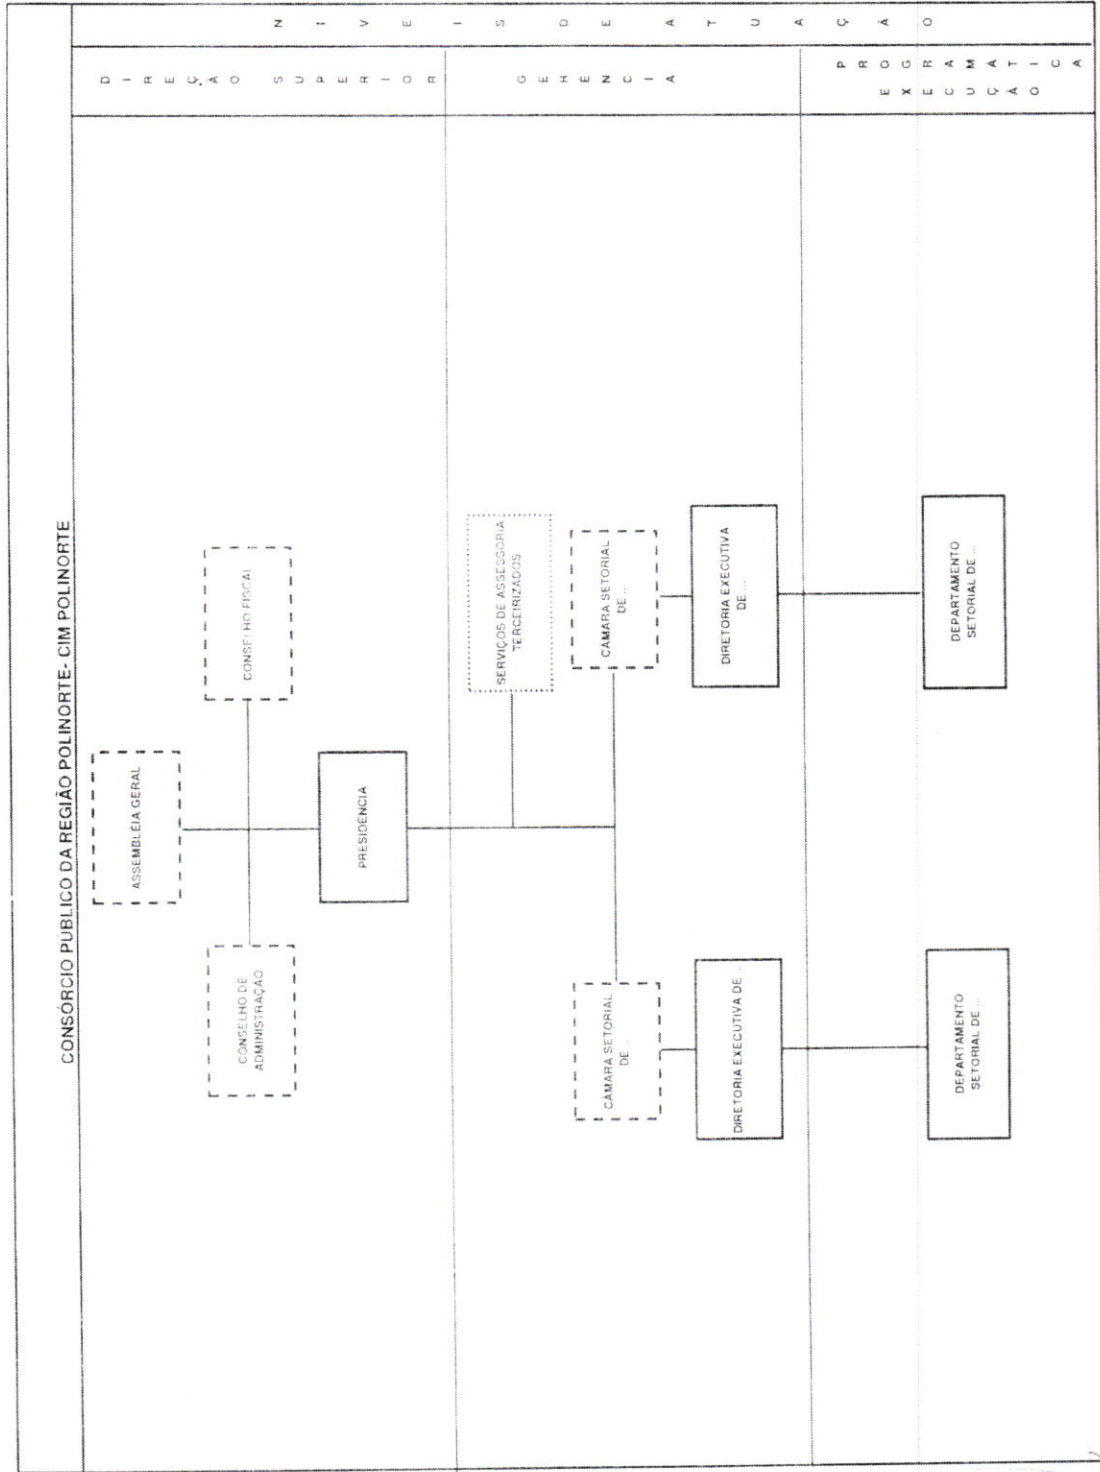 CONSÓRCIO PÚBLICO DA REGIÃO POLINORTE- CIM POLINORTE
NIVEIS DE ATUAÇÃO
DIREÇÃO SUPERIOR
ASSEMBLÉIA GERAL
CONSELHO DE
ADMINISTRAÇÃO
CONSELHO FISCAL
PRESIDENCIA
GERÊNCIA
SERVIÇOS DE ASSESSORIA
TERCEIRIZADOS
CÂMARA SETORIAL
DE ...
CÂMARA SETORIAL
DE ...
DIRETORIA EXECUTIVA DE ...
DIRETORIA EXECUTIVA
DE ...
EXECUÇÃO
PROGRAMÁTICA
DEPARTAMENTO
SETORIAL DE ...
DEPARTAMENTO
SETORIAL DE ...